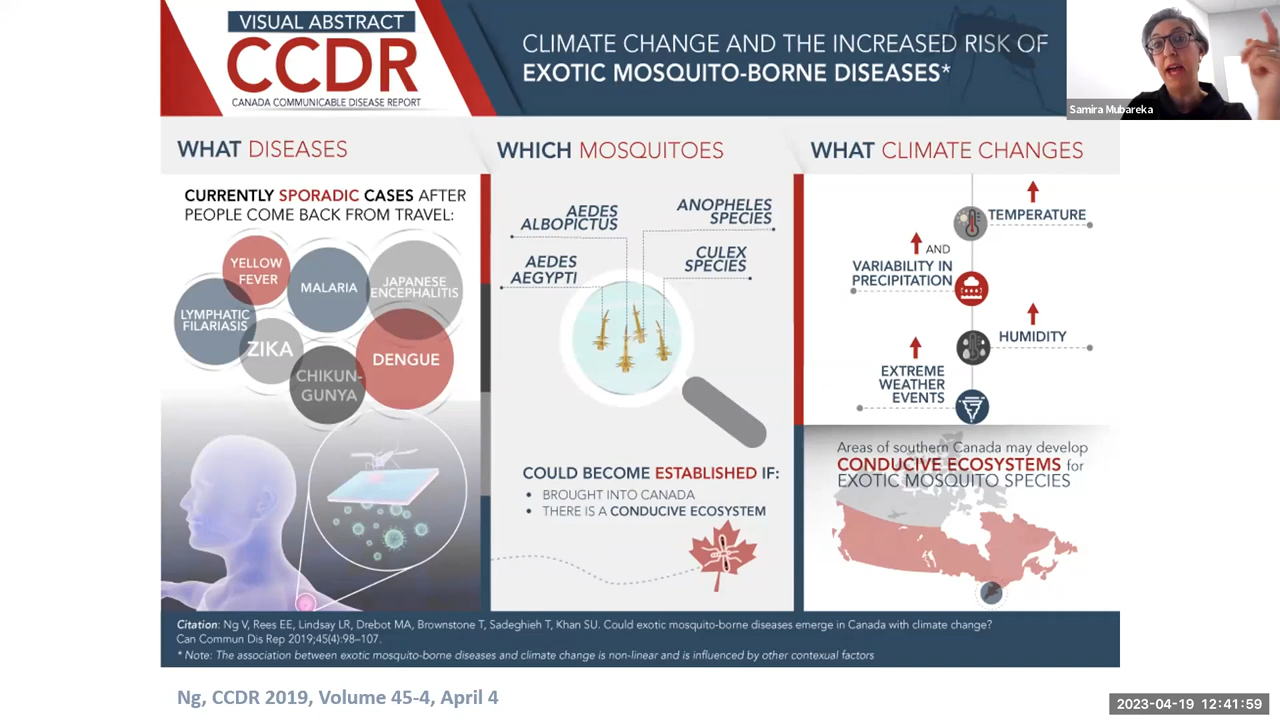 VISUAL ABSTRACT
CCDR
CANADA COMMUNICABLE DISEASE REPORT
CLIMATE CHANGE AND THE INCREASED RISK OF
EXOTIC MOSQUITO-BORNE DISEASES*
Samira Mubareka
WHAT DISEASES
CURRENTLY SPORADIC CASES AFTER
PEOPLE COME BACK FROM TRAVEL:
YELLOW
FEVER
MALARIA
JAPANESE
ENCEPHALITIS
LYMPHATIC
FILARIASIS
ZIKA
CHIKUN-
GUNYA
DENGUE
WHICH MOSQUITOES
AEDES
ALBOPICTUS
ANOPHELES
SPECIES
AEDES
AEGYPTI
CULEX
SPECIES
COULD BECOME ESTABLISHED IF:
• BROUGHT INTO CANADA
• THERE IS A CONDUCIVE ECOSYSTEM
WHAT CLIMATE CHANGES
TEMPERATURE
AND
VARIABILITY IN
PRECIPITATION
HUMIDITY
EXTREME
WEATHER
EVENTS
Areas of southern Canada may develop
CONDUCIVE ECOSYSTEMS for
EXOTIC MOSQUITO SPECIES
Citation: Ng V, Rees EE, Lindsay LR, Drebot MA, Brownstone T, Sadeghieh T, Khan SU. Could exotic mosquito-borne diseases emerge in Canada with climate change?
Can Commun Dis Rep 2019;45(4):98–107.
* Note: The association between exotic mosquito-borne diseases and climate change is non-linear and is influenced by other contextual factors
Ng, CCDR 2019, Volume 45-4, April 4
2023-04-19 12:41:59